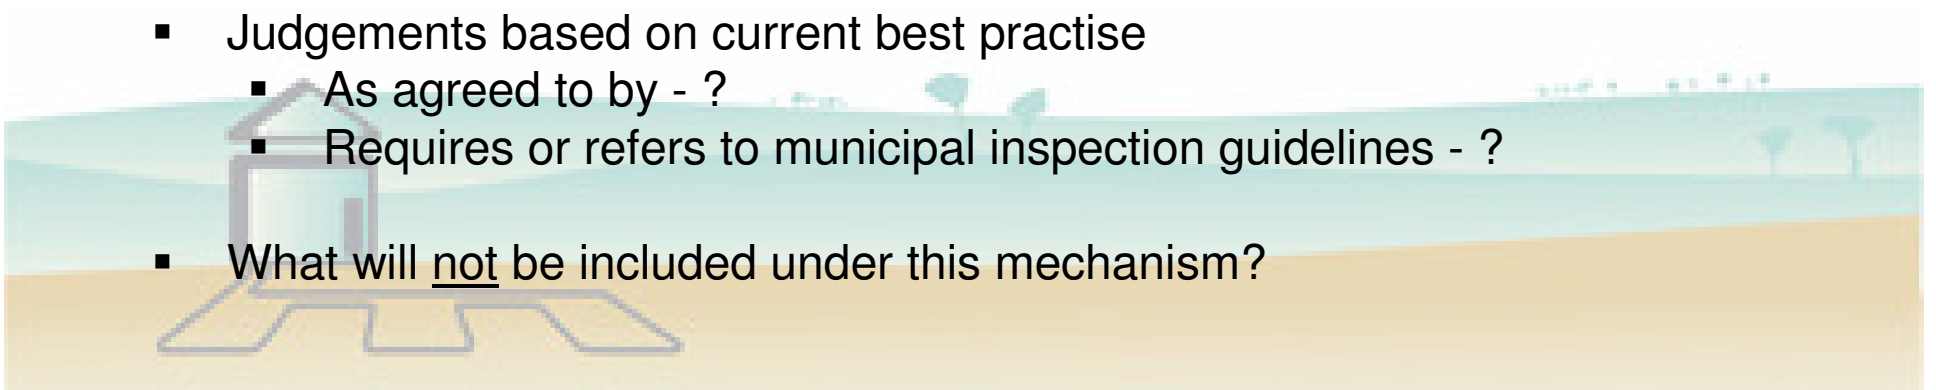 ▪ Judgements based on current best practise
▪ As agreed to by - ?
▪ Requires or refers to municipal inspection guidelines - ?
▪ What will not be included under this mechanism?